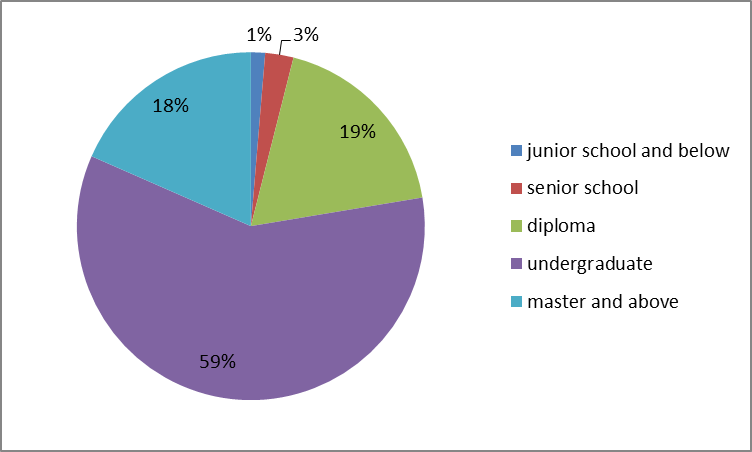 1%
3%
18%
19%
59%
junior school and below
senior school
diploma
undergraduate
master and above